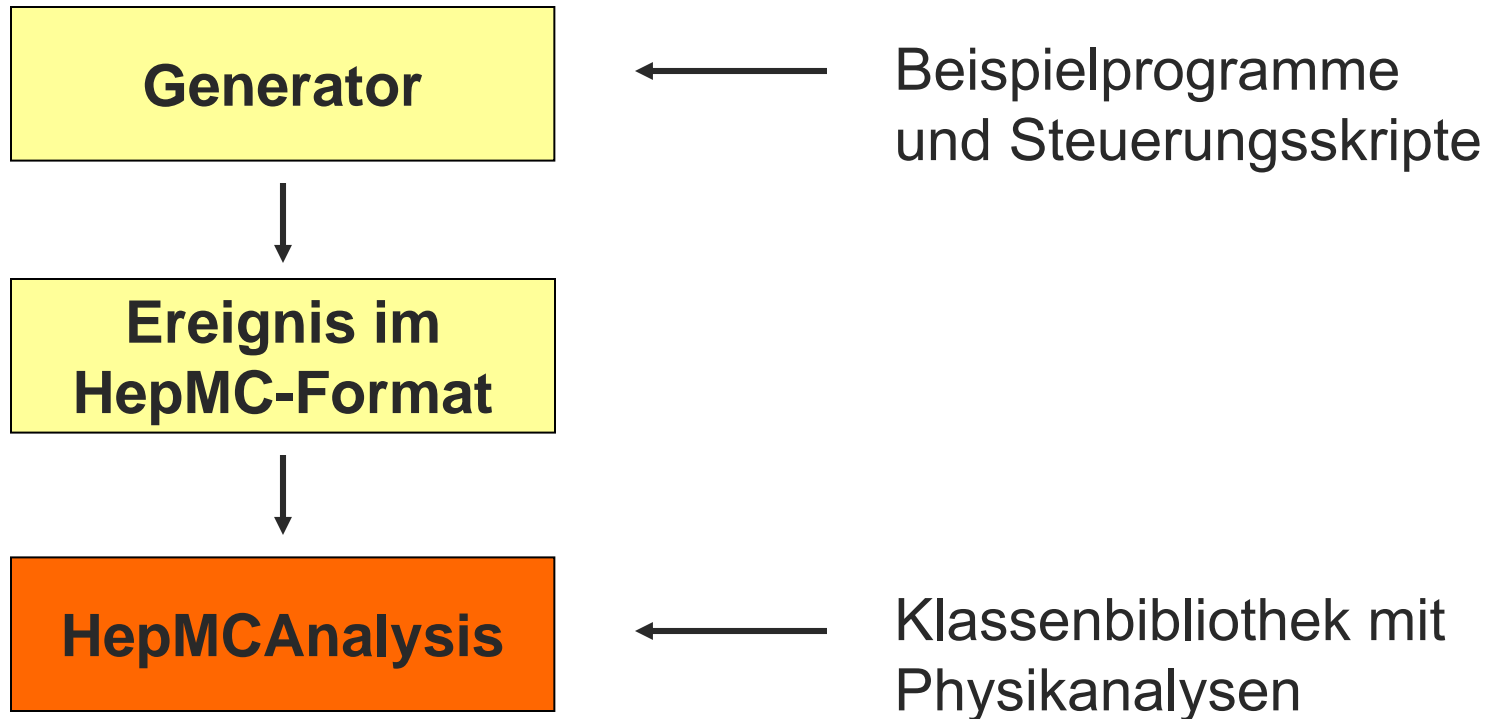 Generator
Beispielprogramme
und Steuerungsskripte
Ereignis im
HepMC-Format
HepMCAnalysis
Klassenbibliothek mit
Physikanalysen